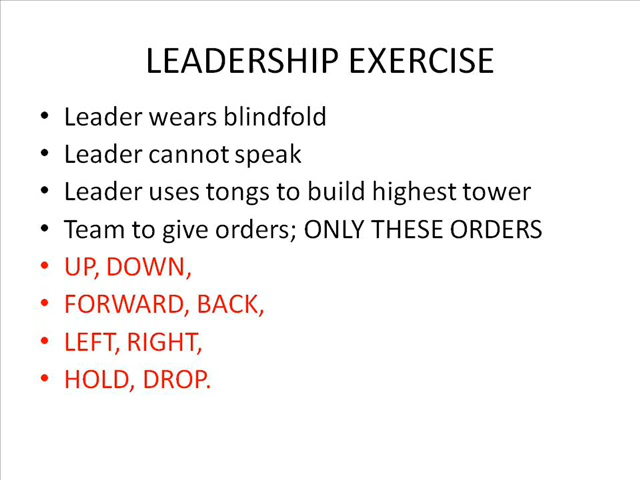 LEADERSHIP EXERCISE
• Leader wears blindfold
• Leader cannot speak
• Leader uses tongs to build highest tower
• Team to give orders; ONLY THESE ORDERS
• UP, DOWN,
• FORWARD, BACK,
• LEFT, RIGHT,
• HOLD, DROP.